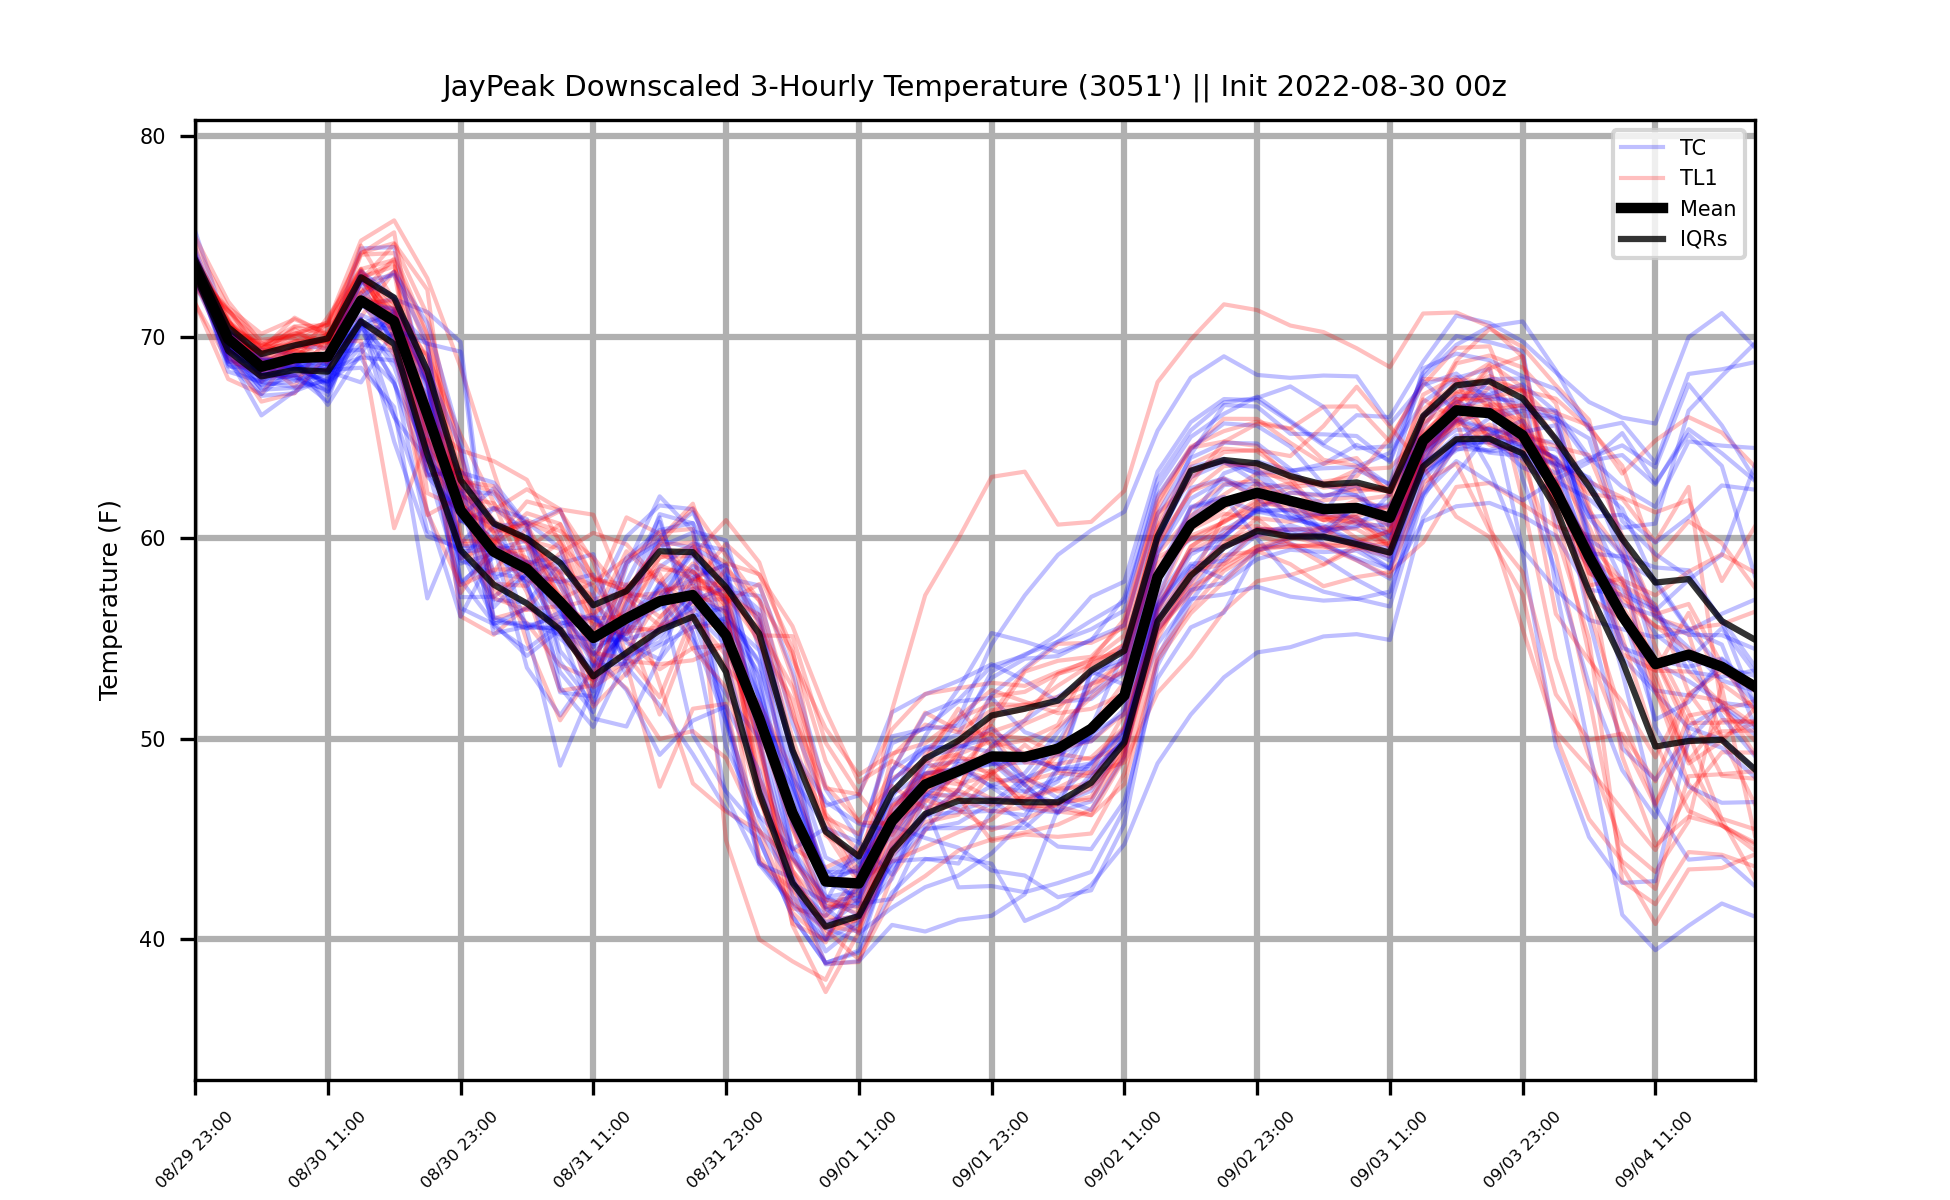 JayPeak Downscaled 3-Hourly Temperature (3051') || Init 2022-08-30 00z
TC
TL1
Mean
IQRs
Temperature (F)
80
70
60
50
40
08/29 23:00
08/30 11:00
08/30 23:00
08/31 11:00
08/31 23:00
09/01 11:00
09/01 23:00
09/02 11:00
09/02 23:00
09/03 11:00
09/03 23:00
09/04 11:00